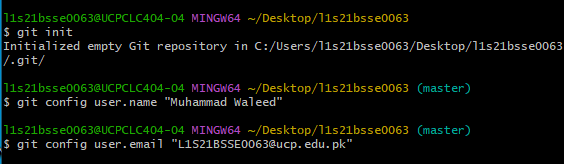 l1s21bsse0063@UCPCLC404-04 MINGW64 ~/Desktop/l1s21bsse0063
$ git init
Initialized empty Git repository in C:/Users/l1s21bsse0063/Desktop/l1s21bsse0063
/.git/
l1s21bsse0063@UCPCLC404-04 MINGW64 ~/Desktop/l1s21bsse0063 (master)
$ git config user.name "Muhammad Waleed"
l1s21bsse0063@UCPCLC404-04 MINGW64 ~/Desktop/l1s21bsse0063 (master)
$ git config user.email "L1S21BSSE0063@ucp.edu.pk"